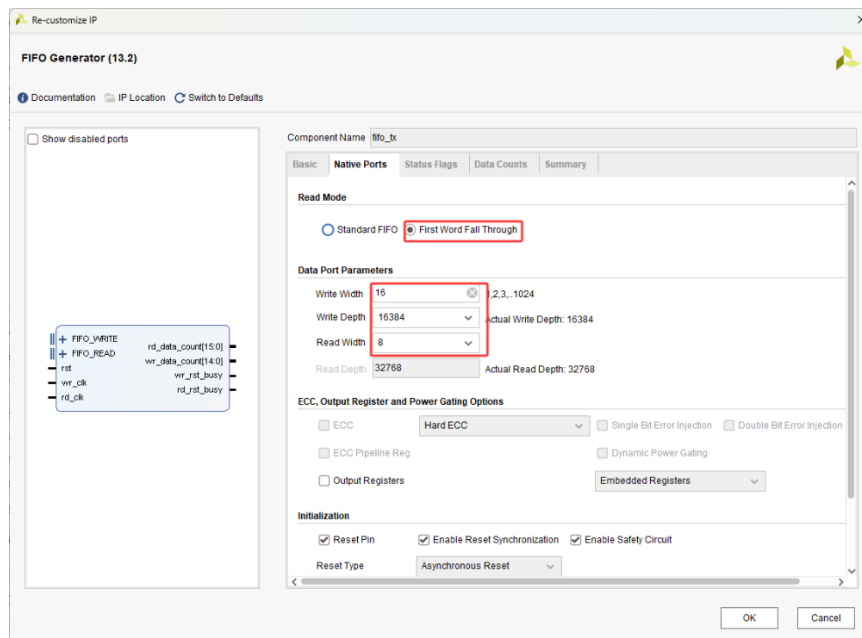 Re-customize IP
FIFO Generator (13.2)
Documentation IP Location Switch to Defaults
Show disabled ports
FIFO_WRITE
FIFO_READ
rst
wr_clk
rd_clk
rd_data_count[15:0]
wr_data_count[14:0]
wr_rst_busy
rd_rst_busy
Component Name fifo_tx
Basic Native Ports Status Flags Data Counts Summary
Read Mode
Standard FIFO First Word Fall Through
Data Port Parameters
Write Width 16 1,2,3,..1024
Write Depth 16384 Actual Write Depth: 16384
Read Width 8
Read Depth 32768 Actual Read Depth: 32768
ECC, Output Register and Power Gating Options
ECC Hard ECC Single Bit Error Injection Double Bit Error Injection
ECC Pipeline Reg Dynamic Power Gating
Output Registers Embedded Registers
Initialization
Reset Pin Enable Reset Synchronization Enable Safety Circuit
Reset Type Asynchronous Reset
OK Cancel